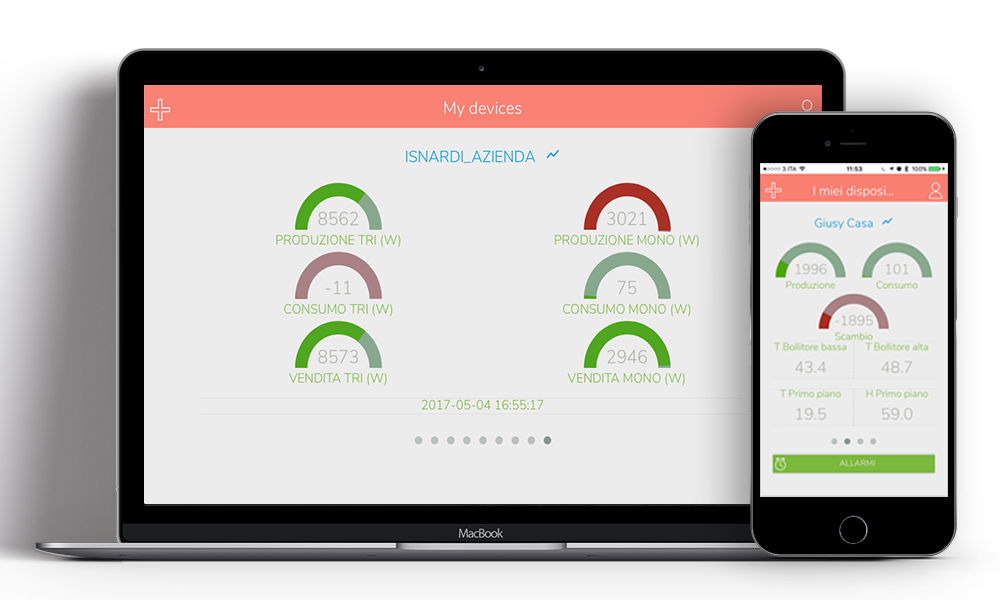 My devices
ISNARDI_AZIENDA
8562
PRODUZIONE TRI (W)
3021
PRODUZIONE MONO (W)
-11
CONSUMO TRI (W)
75
CONSUMO MONO (W)
8573
VENDITA TRI (W)
2946
VENDITA MONO (W)
2017-05-04 16:55:17
MacBook
3 ITA 11:53 100%
I miei disposi...
Giusy Casa
1996
Produzione
101
Consumo
-1895
Scambio
T Bollitore bassa
T Bollitore alta
43.4
48.7
T Primo piano
H Primo piano
19.5
59.0
ALLARMI